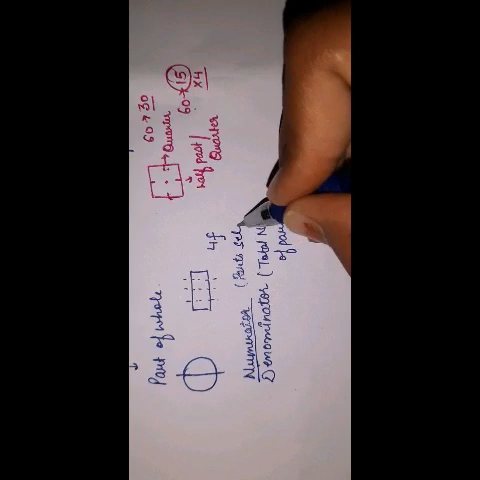 Part of whole.
4f
Numerator (Parts sel
Denominator (Total N
of par
60 → 30
→ Quarter
60 → 15
x 4
half past/
Quarter